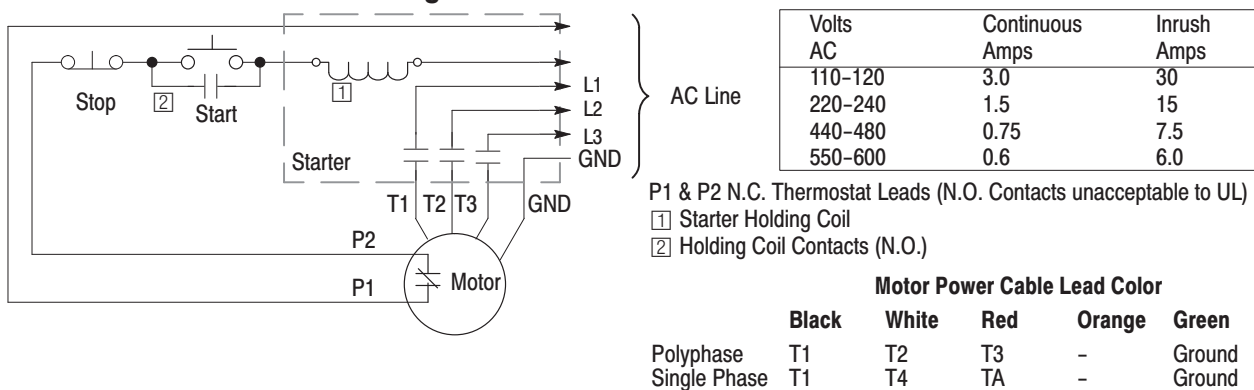 Stop
2
Start
1
Starter
L1
L2
L3
GND
AC Line
T1 T2 T3 GND
P2
P1
Motor
Volts AC Continuous Amps Inrush Amps
110-120 3.0 30
220-240 1.5 15
440-480 0.75 7.5
550-600 0.6 6.0
P1 & P2 N.C. Thermostat Leads (N.O. Contacts unacceptable to UL)
1 Starter Holding Coil
2 Holding Coil Contacts (N.O.)
Motor Power Cable Lead Color
Black White Red Orange Green
Polyphase T1 T2 T3 - Ground
Single Phase T1 T4 TA - Ground